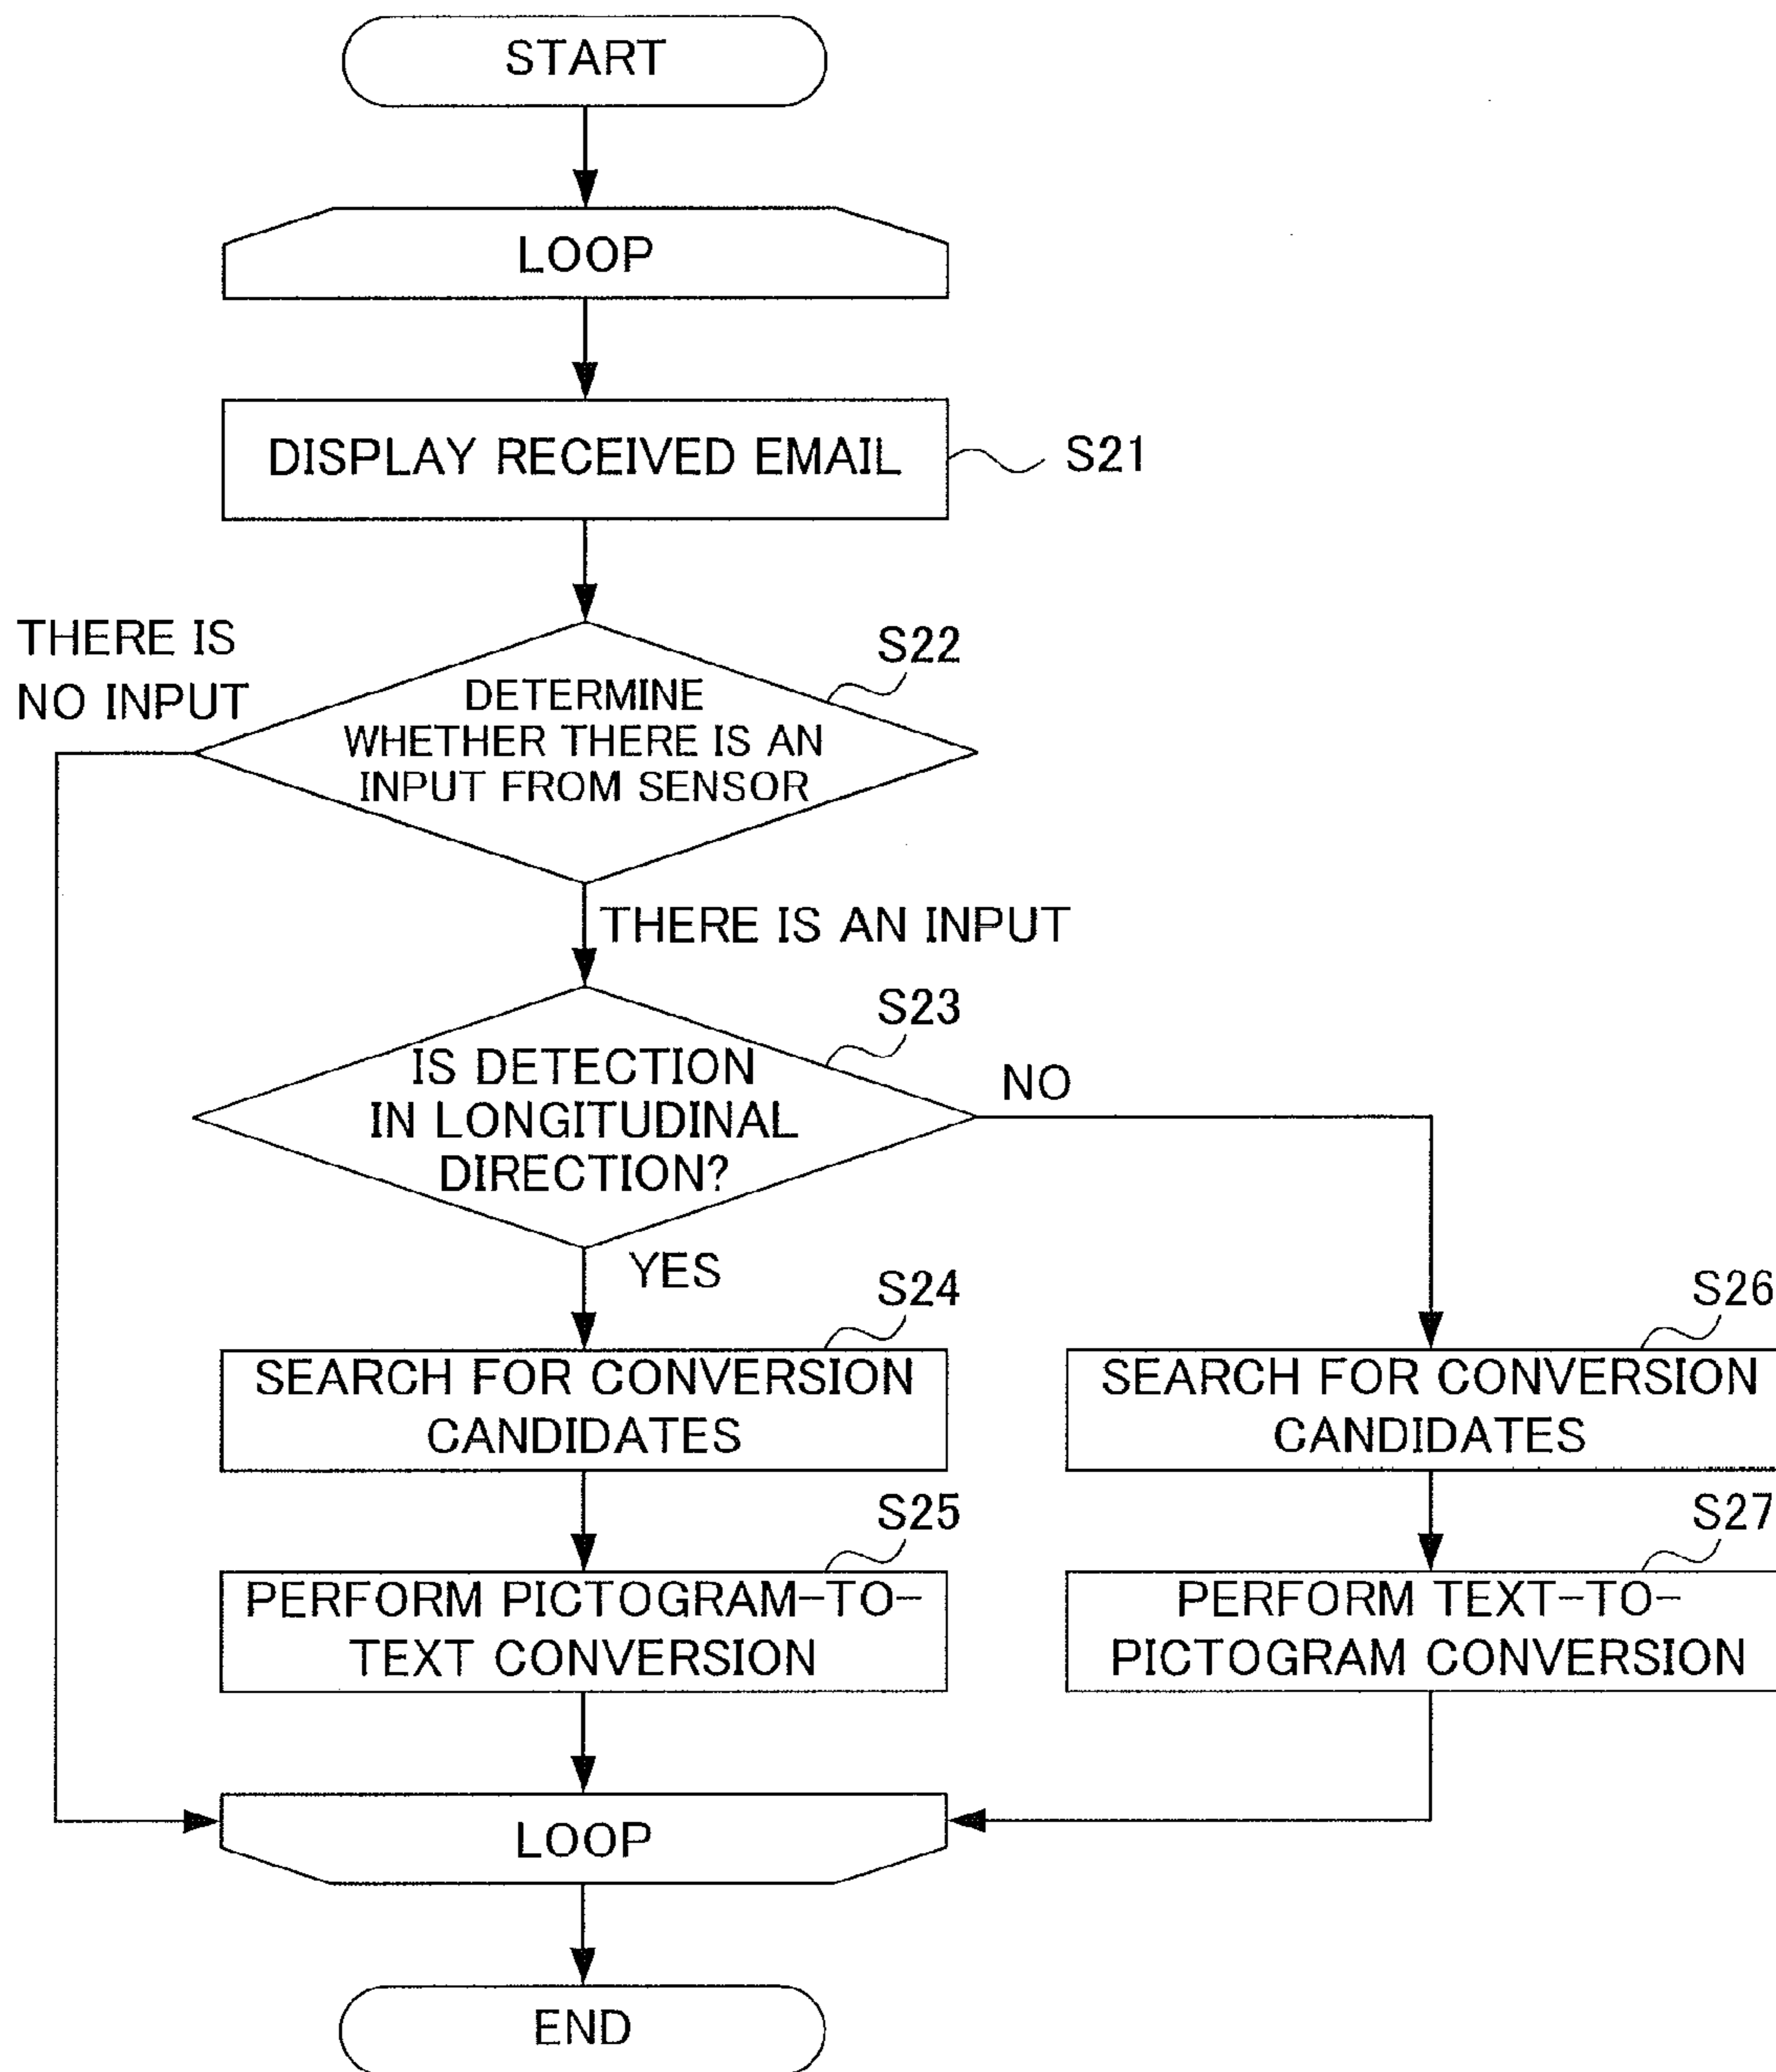 START
LOOP
DISPLAY RECEIVED EMAIL
S21
THERE IS
NO INPUT
S22
DETERMINE
WHETHER THERE IS AN
INPUT FROM SENSOR
THERE IS AN INPUT
S23
IS DETECTION
IN LONGITUDINAL
DIRECTION?
NO
YES
S24
SEARCH FOR CONVERSION
CANDIDATES
S26
SEARCH FOR CONVERSION
CANDIDATES
S25
PERFORM PICTOGRAM-TO-
TEXT CONVERSION
S27
PERFORM TEXT-TO-
PICTOGRAM CONVERSION
LOOP
END